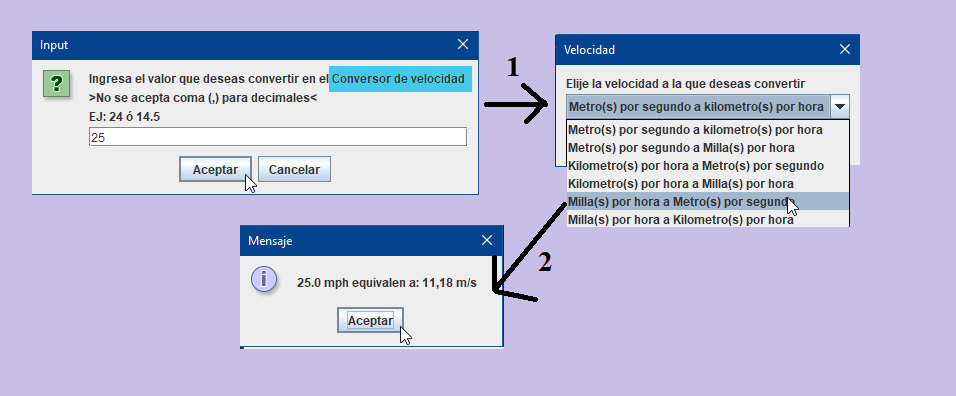 Input
Ingresa el valor que deseas convertir en el Conversor de velocidad
>No se acepta coma (,) para decimales<
EJ: 24 ó 14.5
25
Aceptar Cancelar
1
Velocidad
Elije la velocidad a la que deseas convertir
Metro(s) por segundo a kilometro(s) por hora
Metro(s) por segundo a kilometro(s) por hora
Metro(s) por segundo a Milla(s) por hora
Kilometro(s) por hora a Metro(s) por segundo
Kilometro(s) por hora a Milla(s) por hora
Milla(s) por hora a Metro(s) por segundo
Milla(s) por hora a Kilometro(s) por hora
2
Mensaje
25.0 mph equivalen a: 11,18 m/s
Aceptar